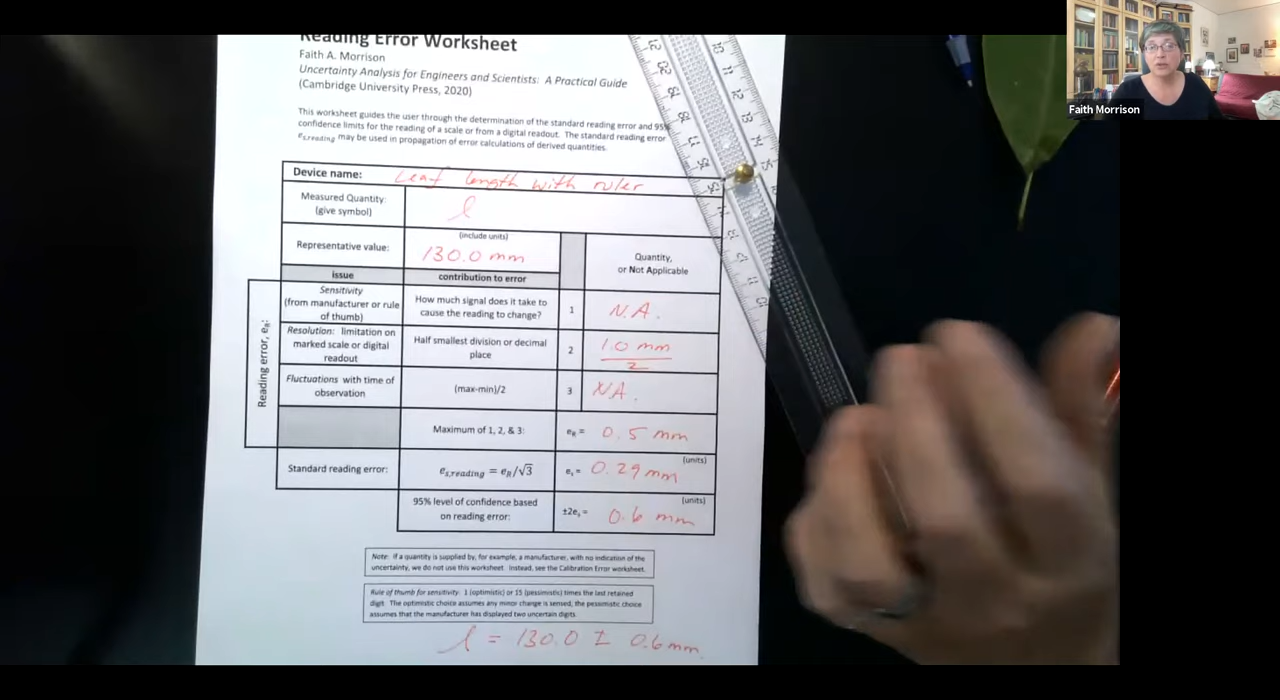 Reading Error Worksheet
Faith A. Morrison
Uncertainty Analysis for Engineers and Scientists: A Practical Guide
(Cambridge University Press, 2020)
This worksheet guides the user through the determination of the standard reading error and 95%
confidence limits for the reading of a scale or from a digital readout. The standard reading error
es,reading may be used in propagation of error calculations of derived quantities.
Device name: Leaf length with ruler
Measured Quantity:
(give symbol)
l
Representative value:
(include units)
130.0 mm
Quantity,
or Not Applicable
issue
contribution to error
Reading error, eR:
Sensitivity
(from manufacturer or rule
of thumb)
How much signal does it take to
cause the reading to change?
1
N.A.
Resolution: limitation on
marked scale or digital
readout
Half smallest division or decimal
place
2
1.0 mm
2
Fluctuations with time of
observation
(max-min)/2
3
NA.
Maximum of 1, 2, & 3:
eR = 0.5 mm
Standard reading error:
es,reading = eR/√3
(units)
es = 0.29 mm
95% level of confidence based
on reading error:
(units)
±2es = 0.6 mm
Note: If a quantity is supplied by, for example, a manufacturer, with no indication of the
uncertainty, we do not use this worksheet. Instead, see the Calibration Error worksheet.
Rule of thumb for sensitivity: 1 (optimistic) or 15 (pessimistic) times the last retained
digit. The optimistic choice assumes any minor change is sensed, the pessimistic choice
assumes that the manufacturer has displayed two uncertain digits.
l = 130.0 ± 0.6 mm
Faith Morrison